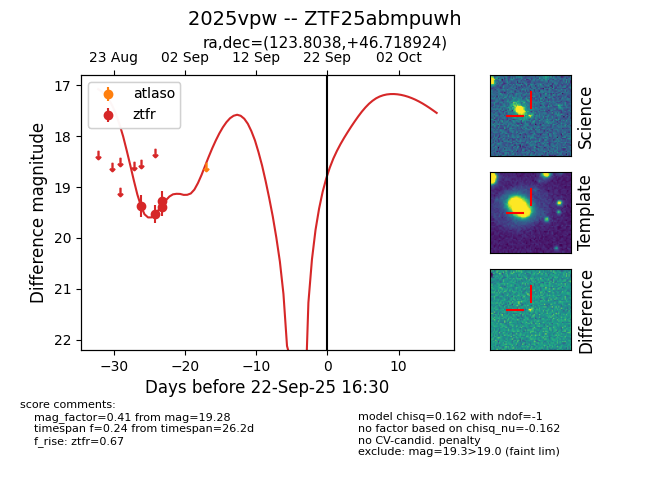 2025vpw -- ZTF25abmpuwh
ra,dec=(123.8038,+46.718924)
23 Aug 02 Sep 12 Sep 22 Sep 02 Oct
atlaso
ztfr
17
18
19
20
21
22
Difference magnitude
−30 −20 −10 0 10
Days before 22-Sep-25 16:30
Science
Template
Difference
score comments:
mag_factor=0.41 from mag=19.28
timespan f=0.24 from timespan=26.2d
f_rise: ztfr=0.67
model chisq=0.162 with ndof=-1
no factor based on chisq_nu=-0.162
no CV-candid. penalty
exclude: mag=19.3>19.0 (faint lim)